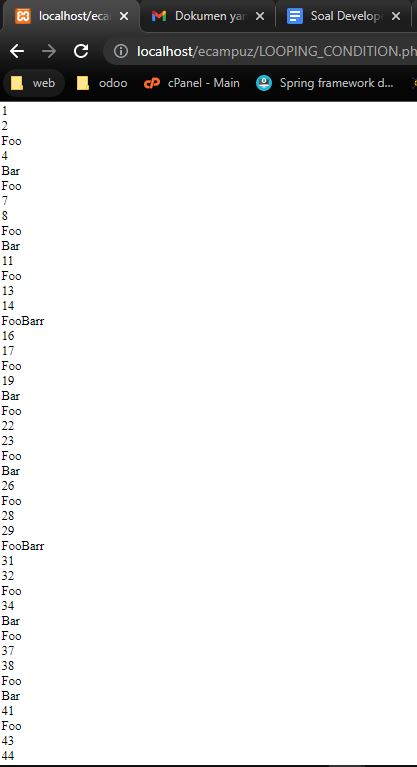 localhost/eca
Dokumen yar
Soal Develop
localhost/ecampuz/LOOPING_CONDITION.ph
web
odoo
cPanel - Main
Spring framework d...
1
2
Foo
4
Bar
Foo
7
8
Foo
Bar
11
Foo
13
14
FooBarr
16
17
Foo
19
Bar
Foo
22
23
Foo
Bar
26
Foo
28
29
FooBarr
31
32
Foo
34
Bar
Foo
37
38
Foo
Bar
41
Foo
43
44